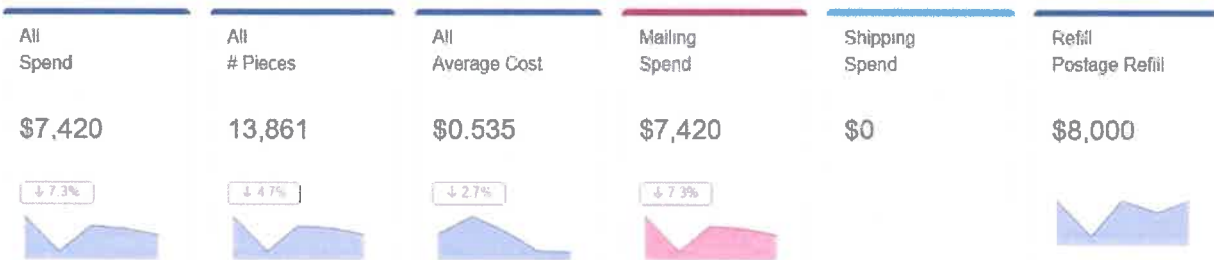 All
Spend
$7,420
↓ 7.3%
All
# Pieces
13,861
↓ 4.7%
All
Average Cost
$0.535
↓ 2.7%
Mailing
Spend
$7,420
↓ 7.3%
Shipping
Spend
$0
Refill
Postage Refill
$8,000